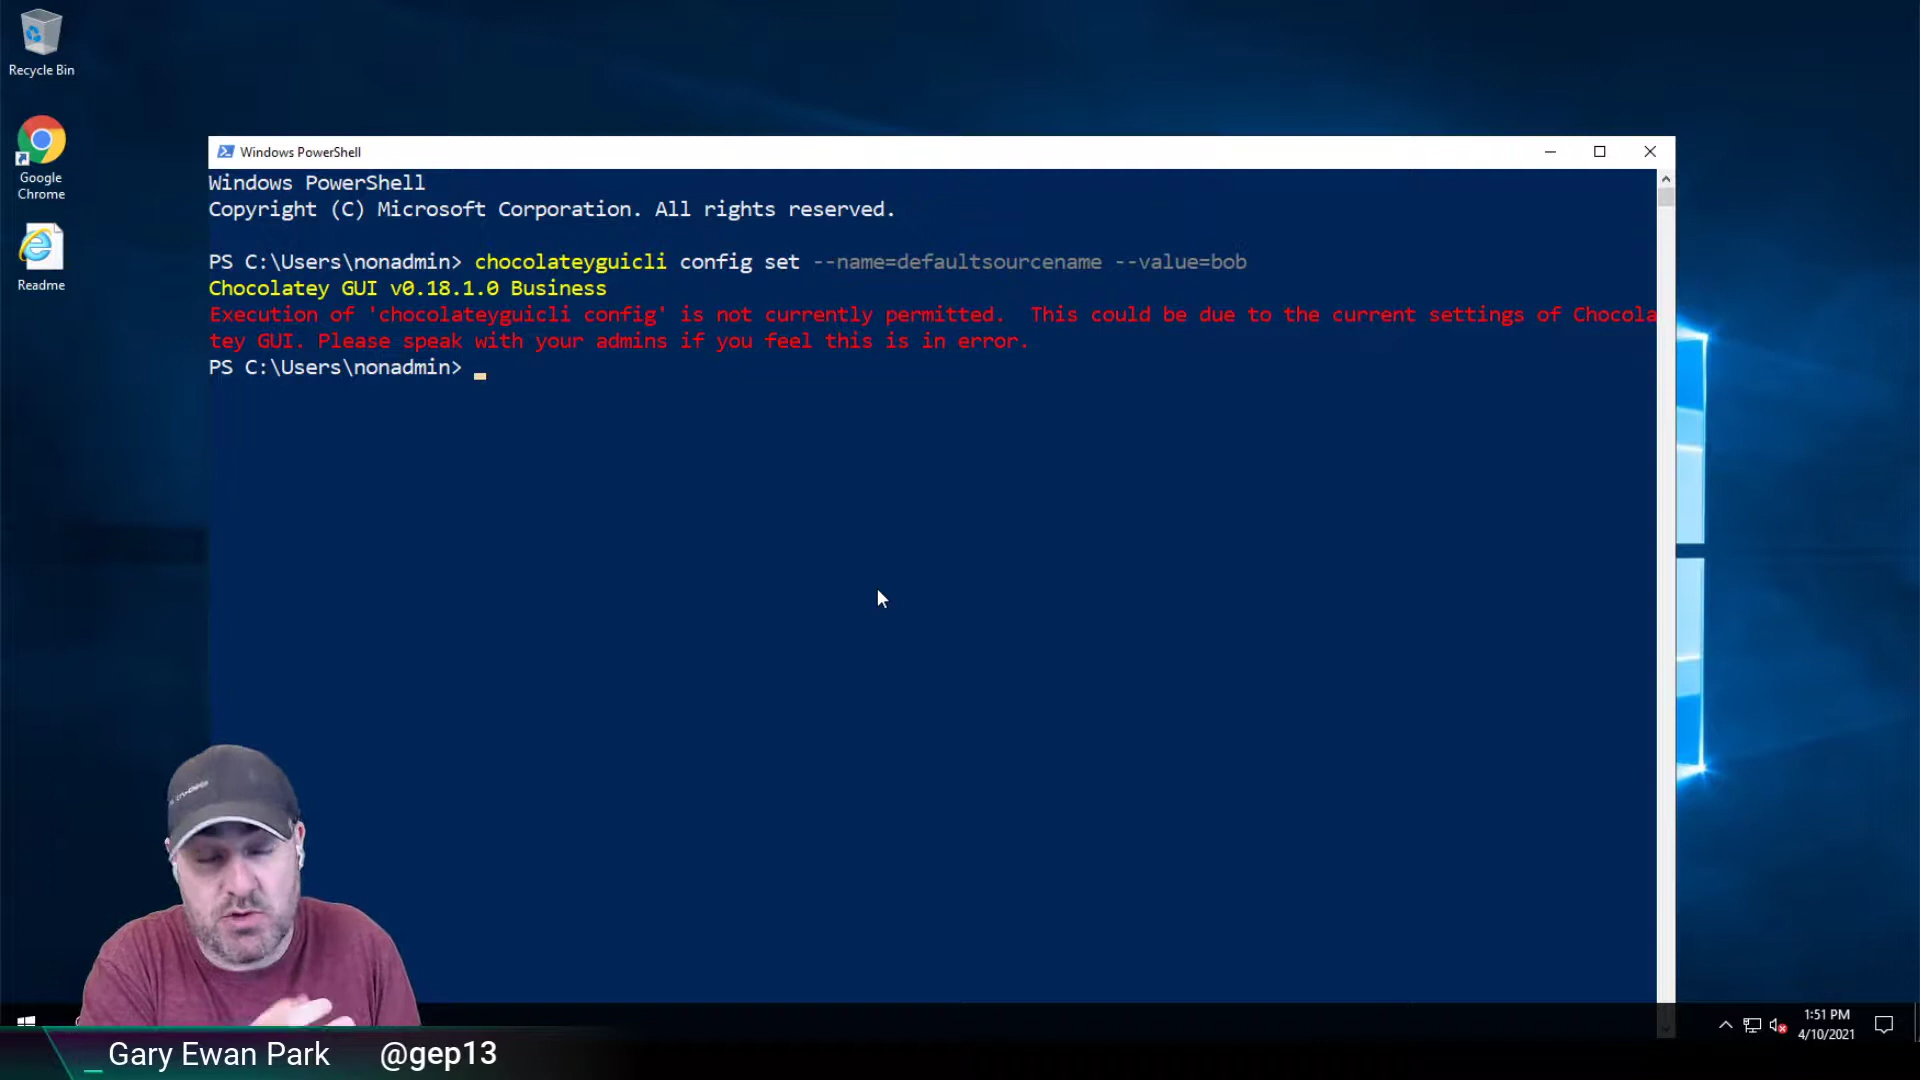 Recycle Bin
Google
Chrome
Readme
Windows PowerShell
Windows PowerShell
Copyright (C) Microsoft Corporation. All rights reserved.
PS C:\Users\nonadmin> chocolateyguicli config set --name=defaultsourcename --value=bob
Chocolatey GUI v0.18.1.0 Business
Execution of 'chocolateyguicli config' is not currently permitted.  This could be due to the current settings of Chocola
tey GUI. Please speak with your admins if you feel this is in error.
PS C:\Users\nonadmin>
1:51 PM
4/10/2021
_ Gary Ewan Park @gep13